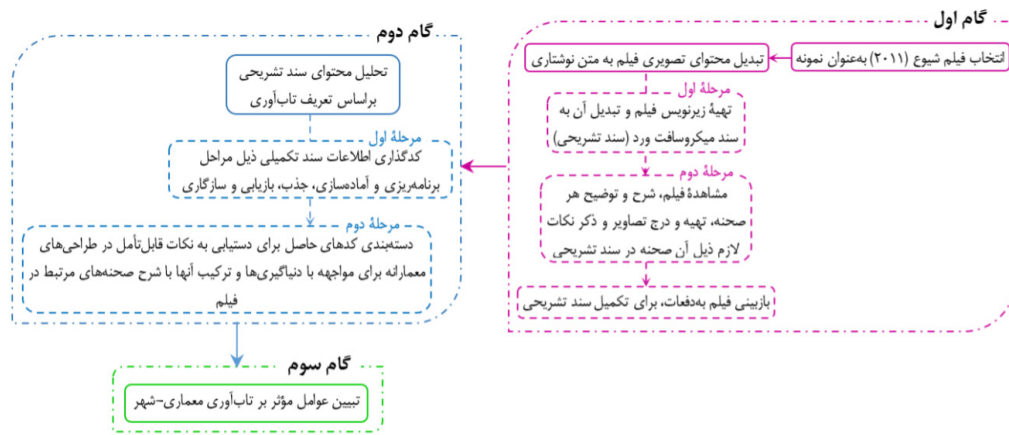 گام اول
انتخاب فیلم شیوع (۲۰۱۱) به‌عنوان نمونه
تبدیل محتوای تصویری فیلم به متن نوشتاری
مرحلهٔ اول
تهیهٔ زیرنویس فیلم و تبدیل آن به
سند میکروسافت ورد (سند تشریحی)
مرحلهٔ دوم
مشاهدهٔ فیلم، شرح و توضیح هر
صحنه، تهیه و درج تصاویر و ذکر نکات
لازم ذیل آن صحنه در سند تشریحی
بازبینی فیلم به‌دفعات، برای تکمیل سند تشریحی
گام دوم
تحلیل محتوای سند تشریحی
براساس تعریف تاب‌آوری
مرحلهٔ اول
کدگذاری اطلاعات سند تکمیلی ذیل مراحل
برنامه‌ریزی و آماده‌سازی، جذب، بازیابی و سازگاری
مرحلهٔ دوم
دسته‌بندی کدهای حاصل برای دستیابی به نکات قابل‌تأمل در طراحی‌های
معمارانه برای مواجهه با دنیاگیری‌ها و ترکیب آنها با شرح صحنه‌های مرتبط در
فیلم
گام سوم
تبیین عوامل مؤثر بر تاب‌آوری معماری-شهر